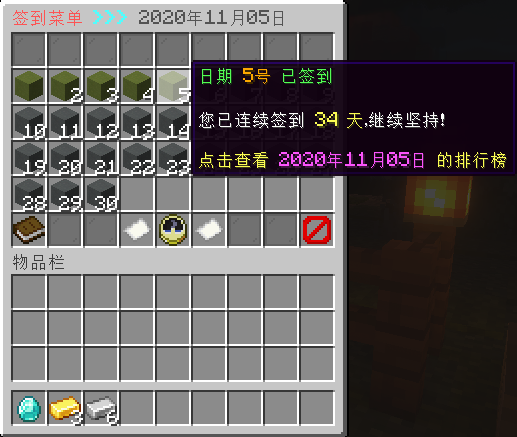 签到菜单 >>> 2020年11月05日
日期 5号 已签到
2 3 4 5
您已连续签到 34 天,继续坚持!
10 11 12 13 14
点击查看 2020年11月05日 的排行榜
19 20 21 22 23
28 29 30
物品栏
3 6